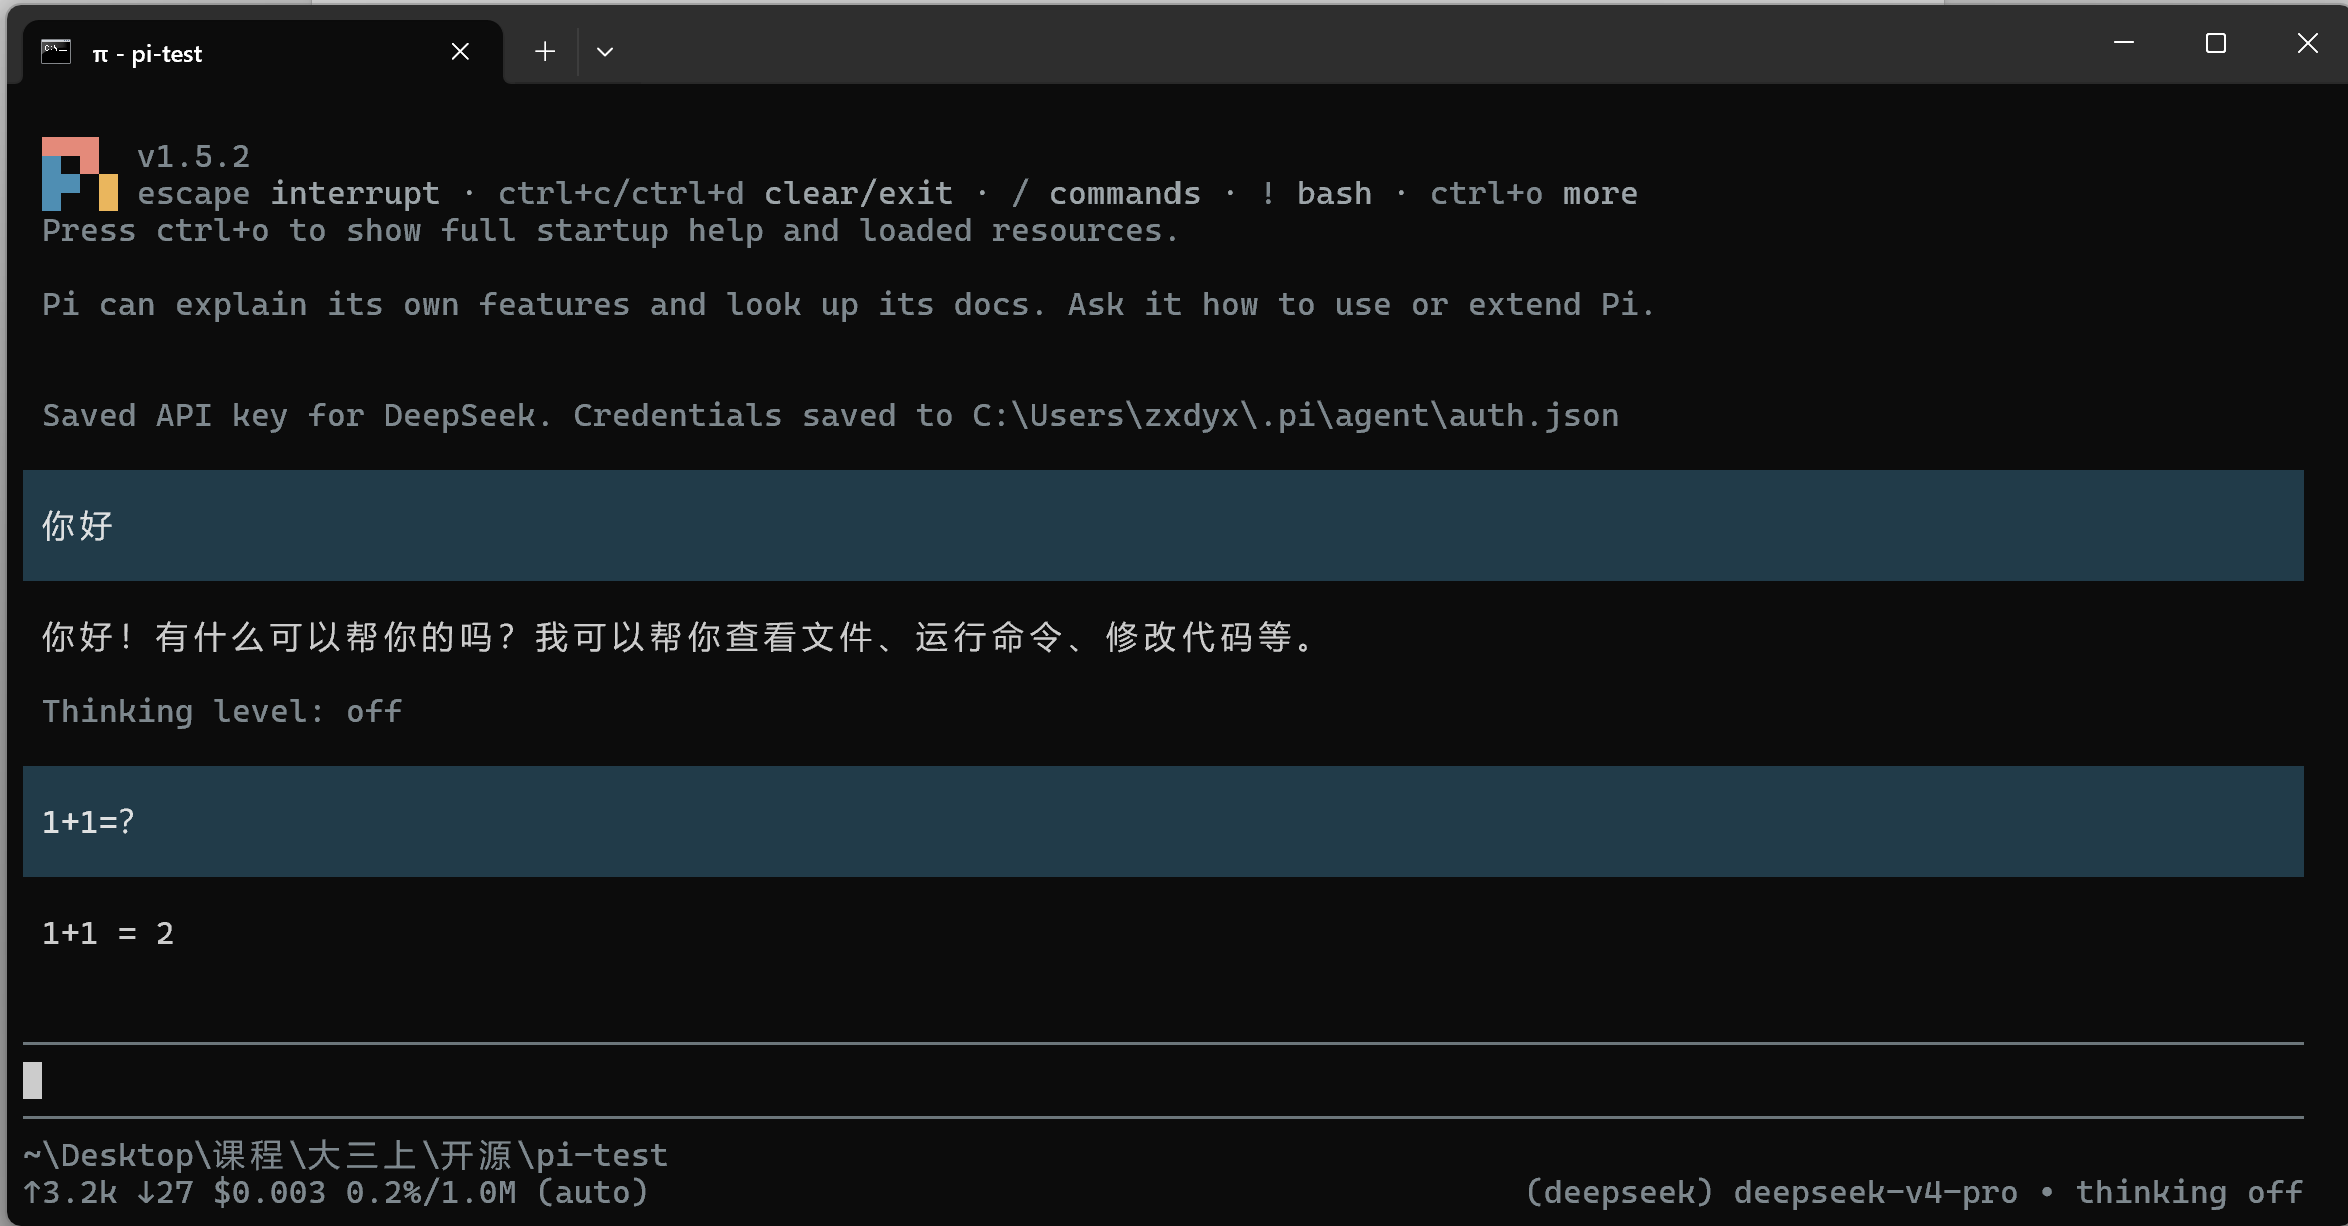 π - pi-test
v1.5.2
escape interrupt · ctrl+c/ctrl+d clear/exit · / commands · ! bash · ctrl+o more
Press ctrl+o to show full startup help and loaded resources.
Pi can explain its own features and look up its docs. Ask it how to use or extend Pi.
Saved API key for DeepSeek. Credentials saved to C:\Users\zxdyx\.pi\agent\auth.json
你好
你好！有什么可以帮你的吗？我可以帮你查看文件、运行命令、修改代码等。
Thinking level: off
1+1=?
1+1 = 2
~\Desktop\课程\大三上\开源\pi-test
↑3.2k ↓27 $0.003 0.2%/1.0M (auto) (deepseek) deepseek-v4-pro • thinking off